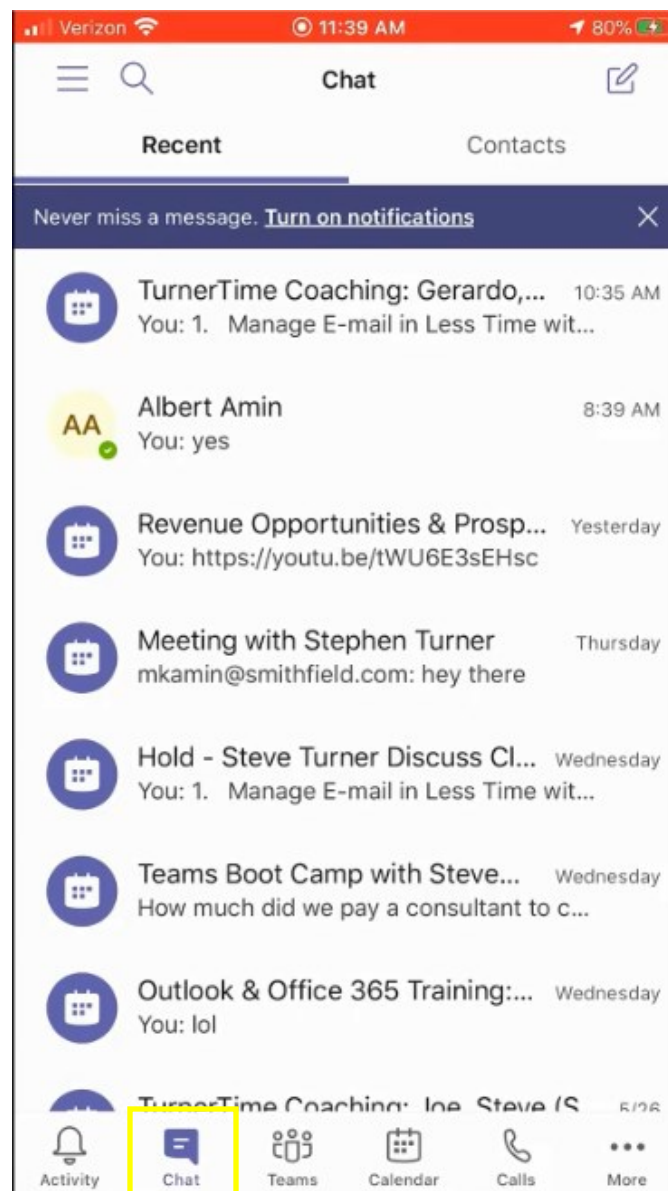 Verizon 11:39 AM 80%
Chat
Recent Contacts
Never miss a message. Turn on notifications
TurnerTime Coaching: Gerardo,... 10:35 AM
You: 1. Manage E-mail in Less Time wit...
AA
Albert Amin 8:39 AM
You: yes
Revenue Opportunities & Prosp... Yesterday
You: https://youtu.be/tWU6E3sEHsc
Meeting with Stephen Turner Thursday
mkamin@smithfield.com: hey there
Hold - Steve Turner Discuss Cl... Wednesday
You: 1. Manage E-mail in Less Time wit...
Teams Boot Camp with Steve... Wednesday
How much did we pay a consultant to c...
Outlook & Office 365 Training:... Wednesday
You: lol
TurnerTime Coaching: Joe, Steve (S... 5/26
Activity Chat Teams Calendar Calls More